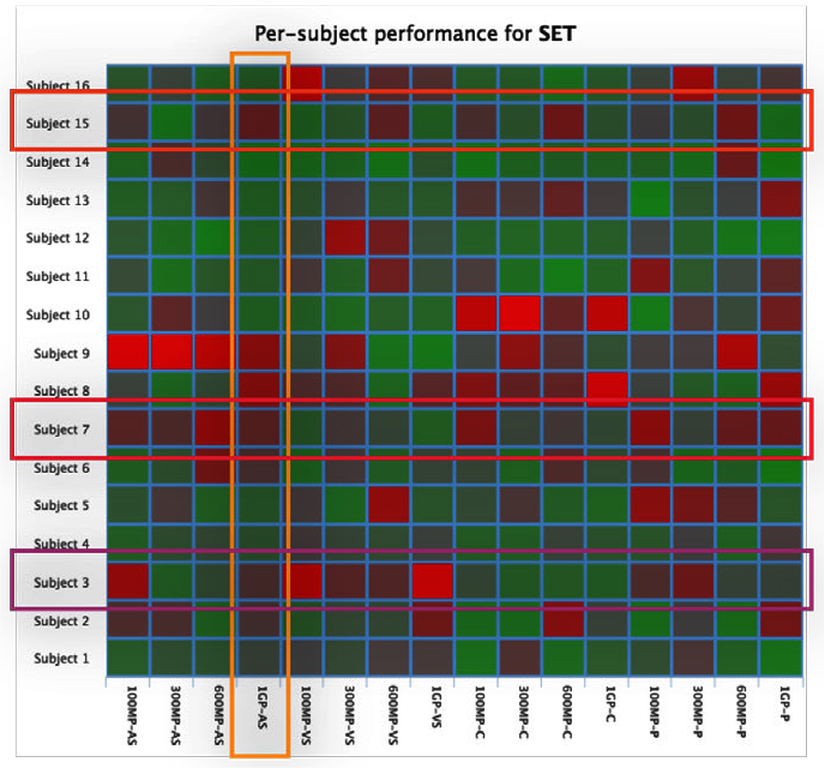 Per-subject performance for SET
Subject 16
Subject 15
Subject 14
Subject 13
Subject 12
Subject 11
Subject 10
Subject 9
Subject 8
Subject 7
Subject 6
Subject 5
Subject 4
Subject 3
Subject 2
Subject 1
100MP-AS
300MP-AS
600MP-AS
1GP-AS
100MP-VS
300MP-VS
600MP-VS
1GP-VS
100MP-C
300MP-C
600MP-C
1GP-C
100MP-P
300MP-P
600MP-P
1GP-P